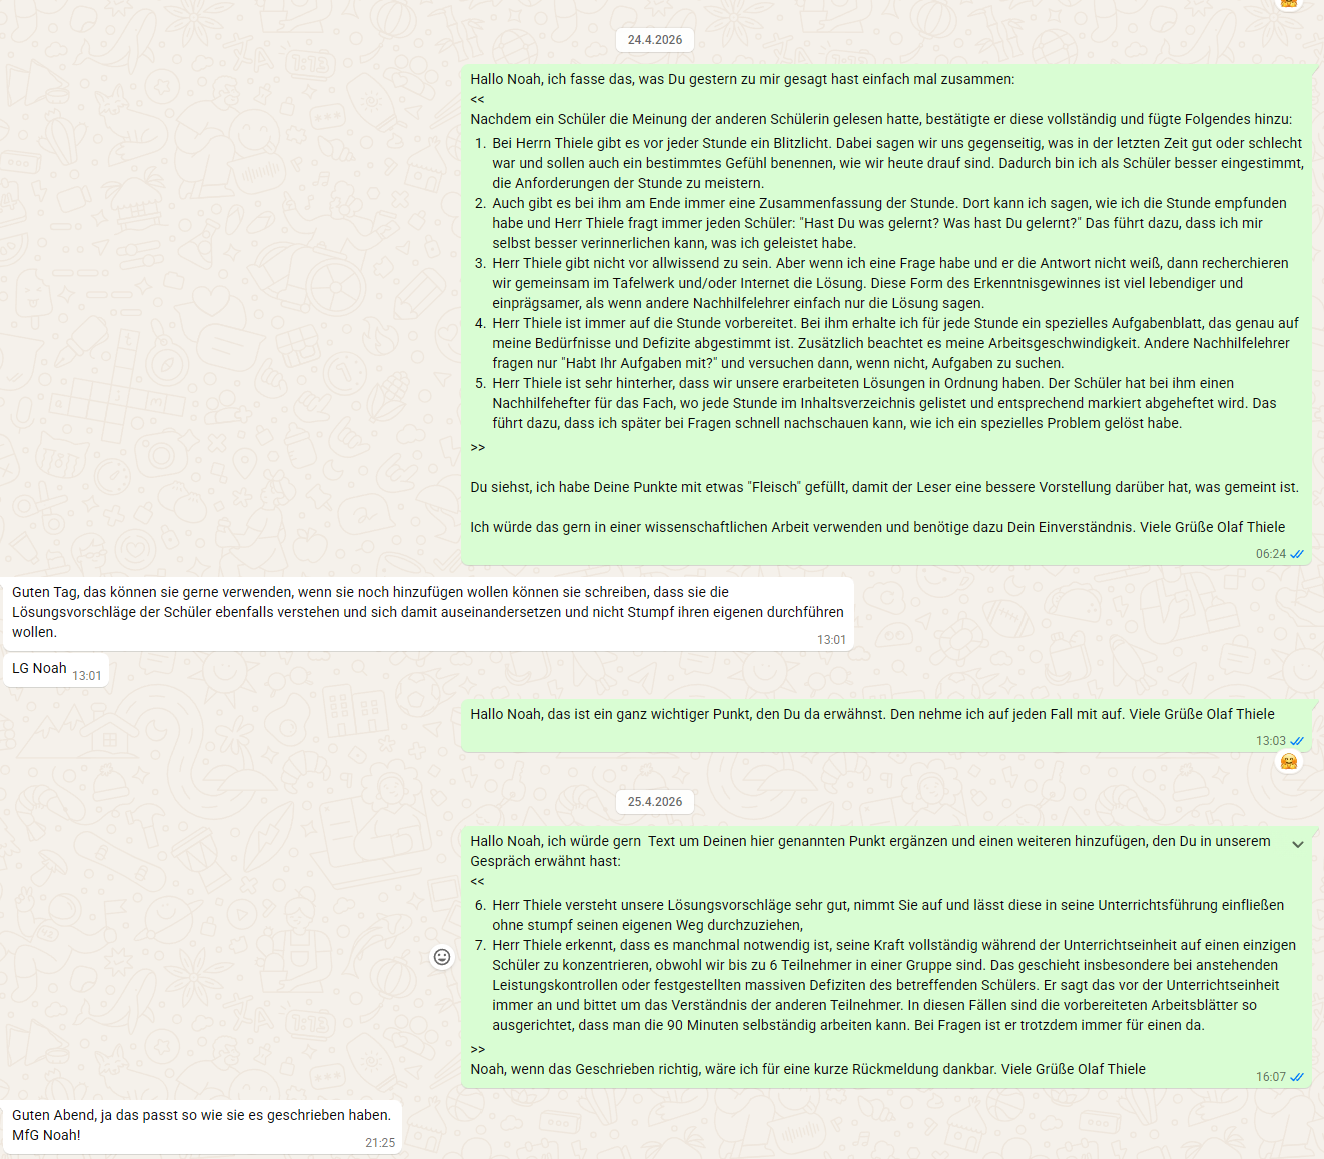 24.4.2026
Hallo Noah, ich fasse das, was Du gestern zu mir gesagt hast einfach mal zusammen:
<<
Nachdem ein Schüler die Meinung der anderen Schülerin gelesen hatte, bestätigte er diese vollständig und fügte Folgendes hinzu:
1. Bei Herrn Thiele gibt es vor jeder Stunde ein Blitzlicht. Dabei sagen wir uns gegenseitig, was in der letzten Zeit gut oder schlecht
war und sollen auch ein bestimmtes Gefühl benennen, wie wir heute drauf sind. Dadurch bin ich als Schüler besser eingestimmt,
die Anforderungen der Stunde zu meistern.
2. Auch gibt es bei ihm am Ende immer eine Zusammenfassung der Stunde. Dort kann ich sagen, wie ich die Stunde empfunden
habe und Herr Thiele fragt immer jeden Schüler: "Hast Du was gelernt? Was hast Du gelernt?" Das führt dazu, dass ich mir
selbst besser verinnerlichen kann, was ich geleistet habe.
3. Herr Thiele gibt nicht vor allwissend zu sein. Aber wenn ich eine Frage habe und er die Antwort nicht weiß, dann recherchieren
wir gemeinsam im Tafelwerk und/oder Internet die Lösung. Diese Form des Erkenntnisgewinnes ist viel lebendiger und
einprägsamer, als wenn andere Nachhilfelehrer einfach nur die Lösung sagen.
4. Herr Thiele ist immer auf die Stunde vorbereitet. Bei ihm erhalte ich für jede Stunde ein spezielles Aufgabenblatt, das genau auf
meine Bedürfnisse und Defizite abgestimmt ist. Zusätzlich beachtet es meine Arbeitsgeschwindigkeit. Andere Nachhilfelehrer
fragen nur "Habt Ihr Aufgaben mit?" und versuchen dann, wenn nicht, Aufgaben zu suchen.
5. Herr Thiele ist sehr hinterher, dass wir unsere erarbeiteten Lösungen in Ordnung haben. Der Schüler hat bei ihm einen
Nachhilfehefter für das Fach, wo jede Stunde im Inhaltsverzeichnis gelistet und entsprechend markiert abgeheftet wird. Das
führt dazu, dass ich später bei Fragen schnell nachschauen kann, wie ich ein spezielles Problem gelöst habe.
>>
Du siehst, ich habe Deine Punkte mit etwas "Fleisch" gefüllt, damit der Leser eine bessere Vorstellung darüber hat, was gemeint ist.
Ich würde das gern in einer wissenschaftlichen Arbeit verwenden und benötige dazu Dein Einverständnis. Viele Grüße Olaf Thiele
06:24
Guten Tag, das können sie gerne verwenden, wenn sie noch hinzufügen wollen können sie schreiben, dass sie die
Lösungsvorschläge der Schüler ebenfalls verstehen und sich damit auseinandersetzen und nicht Stumpf ihren eigenen durchführen
wollen.
13:01
LG Noah 13:01
Hallo Noah, das ist ein ganz wichtiger Punkt, den Du da erwähnst. Den nehme ich auf jeden Fall mit auf. Viele Grüße Olaf Thiele
13:03
25.4.2026
Hallo Noah, ich würde gern  Text um Deinen hier genannten Punkt ergänzen und einen weiteren hinzufügen, den Du in unserem
Gespräch erwähnt hast:
<<
6. Herr Thiele versteht unsere Lösungsvorschläge sehr gut, nimmt Sie auf und lässt diese in seine Unterrichtsführung einfließen
ohne stumpf seinen eigenen Weg durchzuziehen,
7. Herr Thiele erkennt, dass es manchmal notwendig ist, seine Kraft vollständig während der Unterrichtseinheit auf einen einzigen
Schüler zu konzentrieren, obwohl wir bis zu 6 Teilnehmer in einer Gruppe sind. Das geschieht insbesondere bei anstehenden
Leistungskontrollen oder festgestellten massiven Defiziten des betreffenden Schülers. Er sagt das vor der Unterrichtseinheit
immer an und bittet um das Verständnis der anderen Teilnehmer. In diesen Fällen sind die vorbereiteten Arbeitsblätter so
ausgerichtet, dass man die 90 Minuten selbständig arbeiten kann. Bei Fragen ist er trotzdem immer für einen da.
>>
Noah, wenn das Geschrieben richtig, wäre ich für eine kurze Rückmeldung dankbar. Viele Grüße Olaf Thiele
16:07
Guten Abend, ja das passt so wie sie es geschrieben haben.
MfG Noah!
21:25